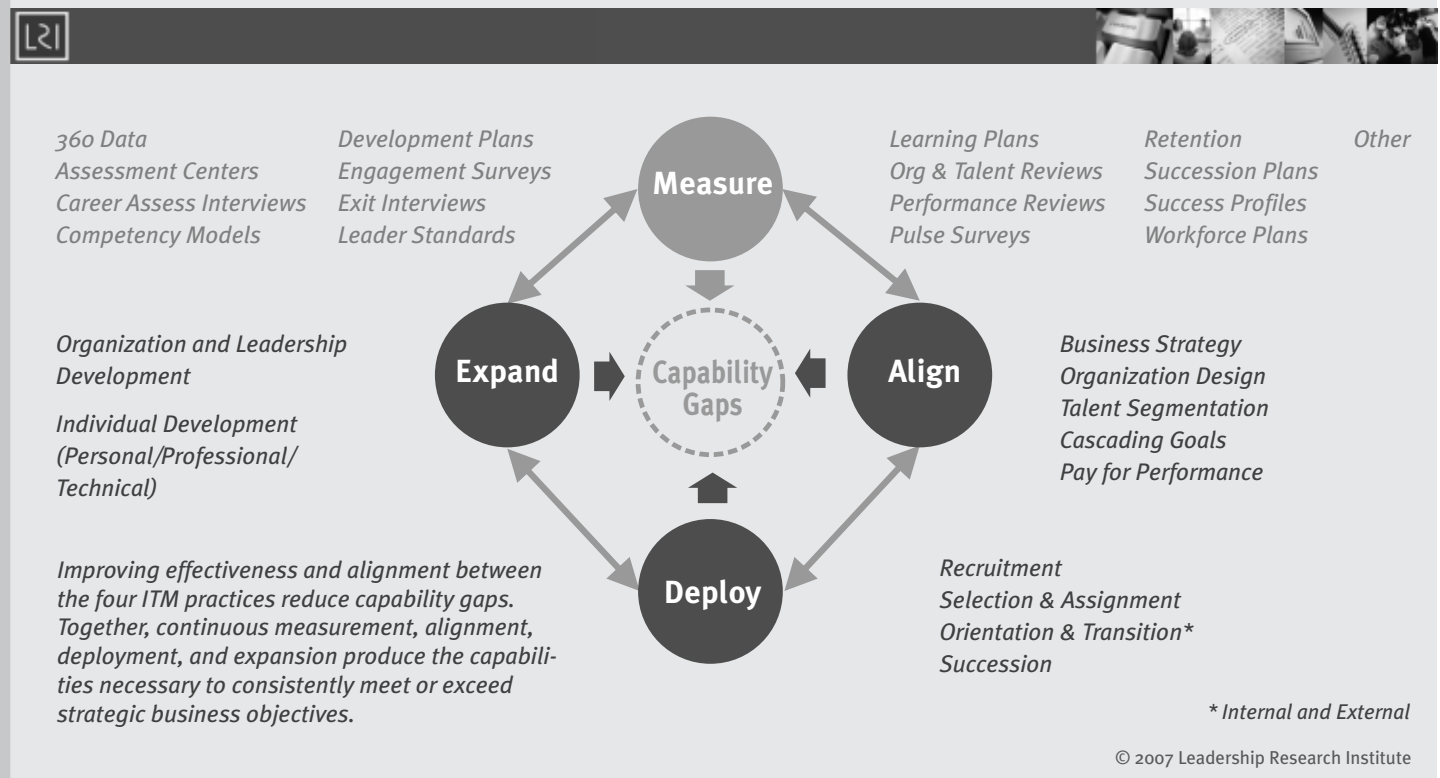 LRI
360 Data
Assessment Centers
Career Assess Interviews
Competency Models
Development Plans
Engagement Surveys
Exit Interviews
Leader Standards
Measure
Learning Plans
Org & Talent Reviews
Performance Reviews
Pulse Surveys
Retention
Succession Plans
Success Profiles
Workforce Plans
Other
Organization and Leadership
Development
Individual Development
(Personal/Professional/
Technical)
Expand
Capability
Gaps
Align
Business Strategy
Organization Design
Talent Segmentation
Cascading Goals
Pay for Performance
Improving effectiveness and alignment between
the four ITM practices reduce capability gaps.
Together, continuous measurement, alignment,
deployment, and expansion produce the capabili-
ties necessary to consistently meet or exceed
strategic business objectives.
Deploy
Recruitment
Selection & Assignment
Orientation & Transition*
Succession
* Internal and External
© 2007 Leadership Research Institute